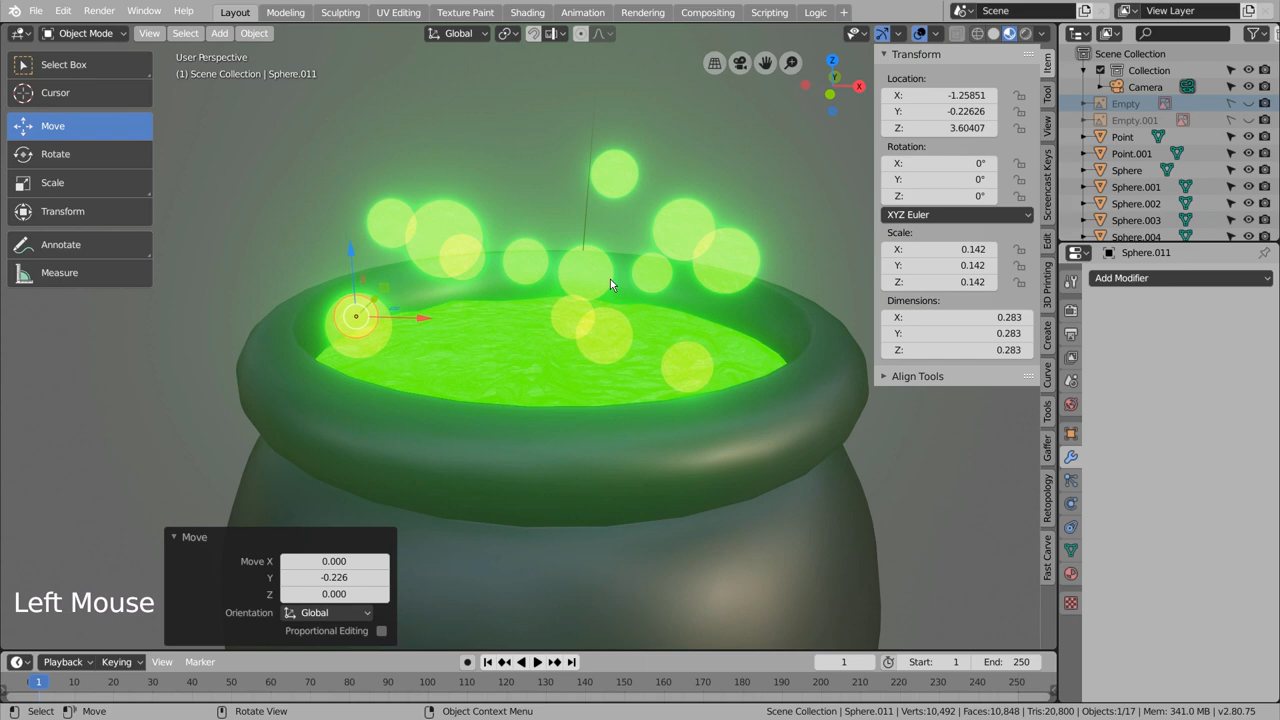 File Edit Render Window Help Layout Modeling Sculpting UV Editing Texture Paint Shading Animation Rendering Compositing Scripting Logic + Scene View Layer
Object Mode View Select Add Object Global
Select Box
Cursor
Move
Rotate
Scale
Transform
Annotate
Measure
User Perspective
(1) Scene Collection | Sphere.011
Z
Y
X
Transform
Location:
X: -1.25851
Y: -0.22626
Z: 3.60407
Rotation:
X: 0°
Y: 0°
Z: 0°
XYZ Euler
Scale:
X: 0.142
Y: 0.142
Z: 0.142
Dimensions:
X: 0.283
Y: 0.283
Z: 0.283
Align Tools
Item
Tool
View
Screencast Keys
Edit
3D Printing
Create
Curve
Tools
Gaffer
Retopology
Fast Carve
Scene Collection
Collection
Camera
Empty
Empty.001
Point
Point.001
Sphere
Sphere.001
Sphere.002
Sphere.003
Sphere.004
Sphere.011
Add Modifier
Move
Move X 0.000
Y -0.226
Z 0.000
Orientation Global
Proportional Editing
Left Mouse
Playback Keying View Marker 1 Start: 1 End: 250
1 10 20 30 40 50 60 70 80 90 100 110 120 130 140 150 160 170 180 190 200 210 220 230 240 250
Select Move Rotate View Object Context Menu Scene Collection | Sphere.011 | Verts:10,492 | Faces:10,848 | Tris:20,800 | Objects:1/17 | Mem: 341.0 MB | v2.80.75